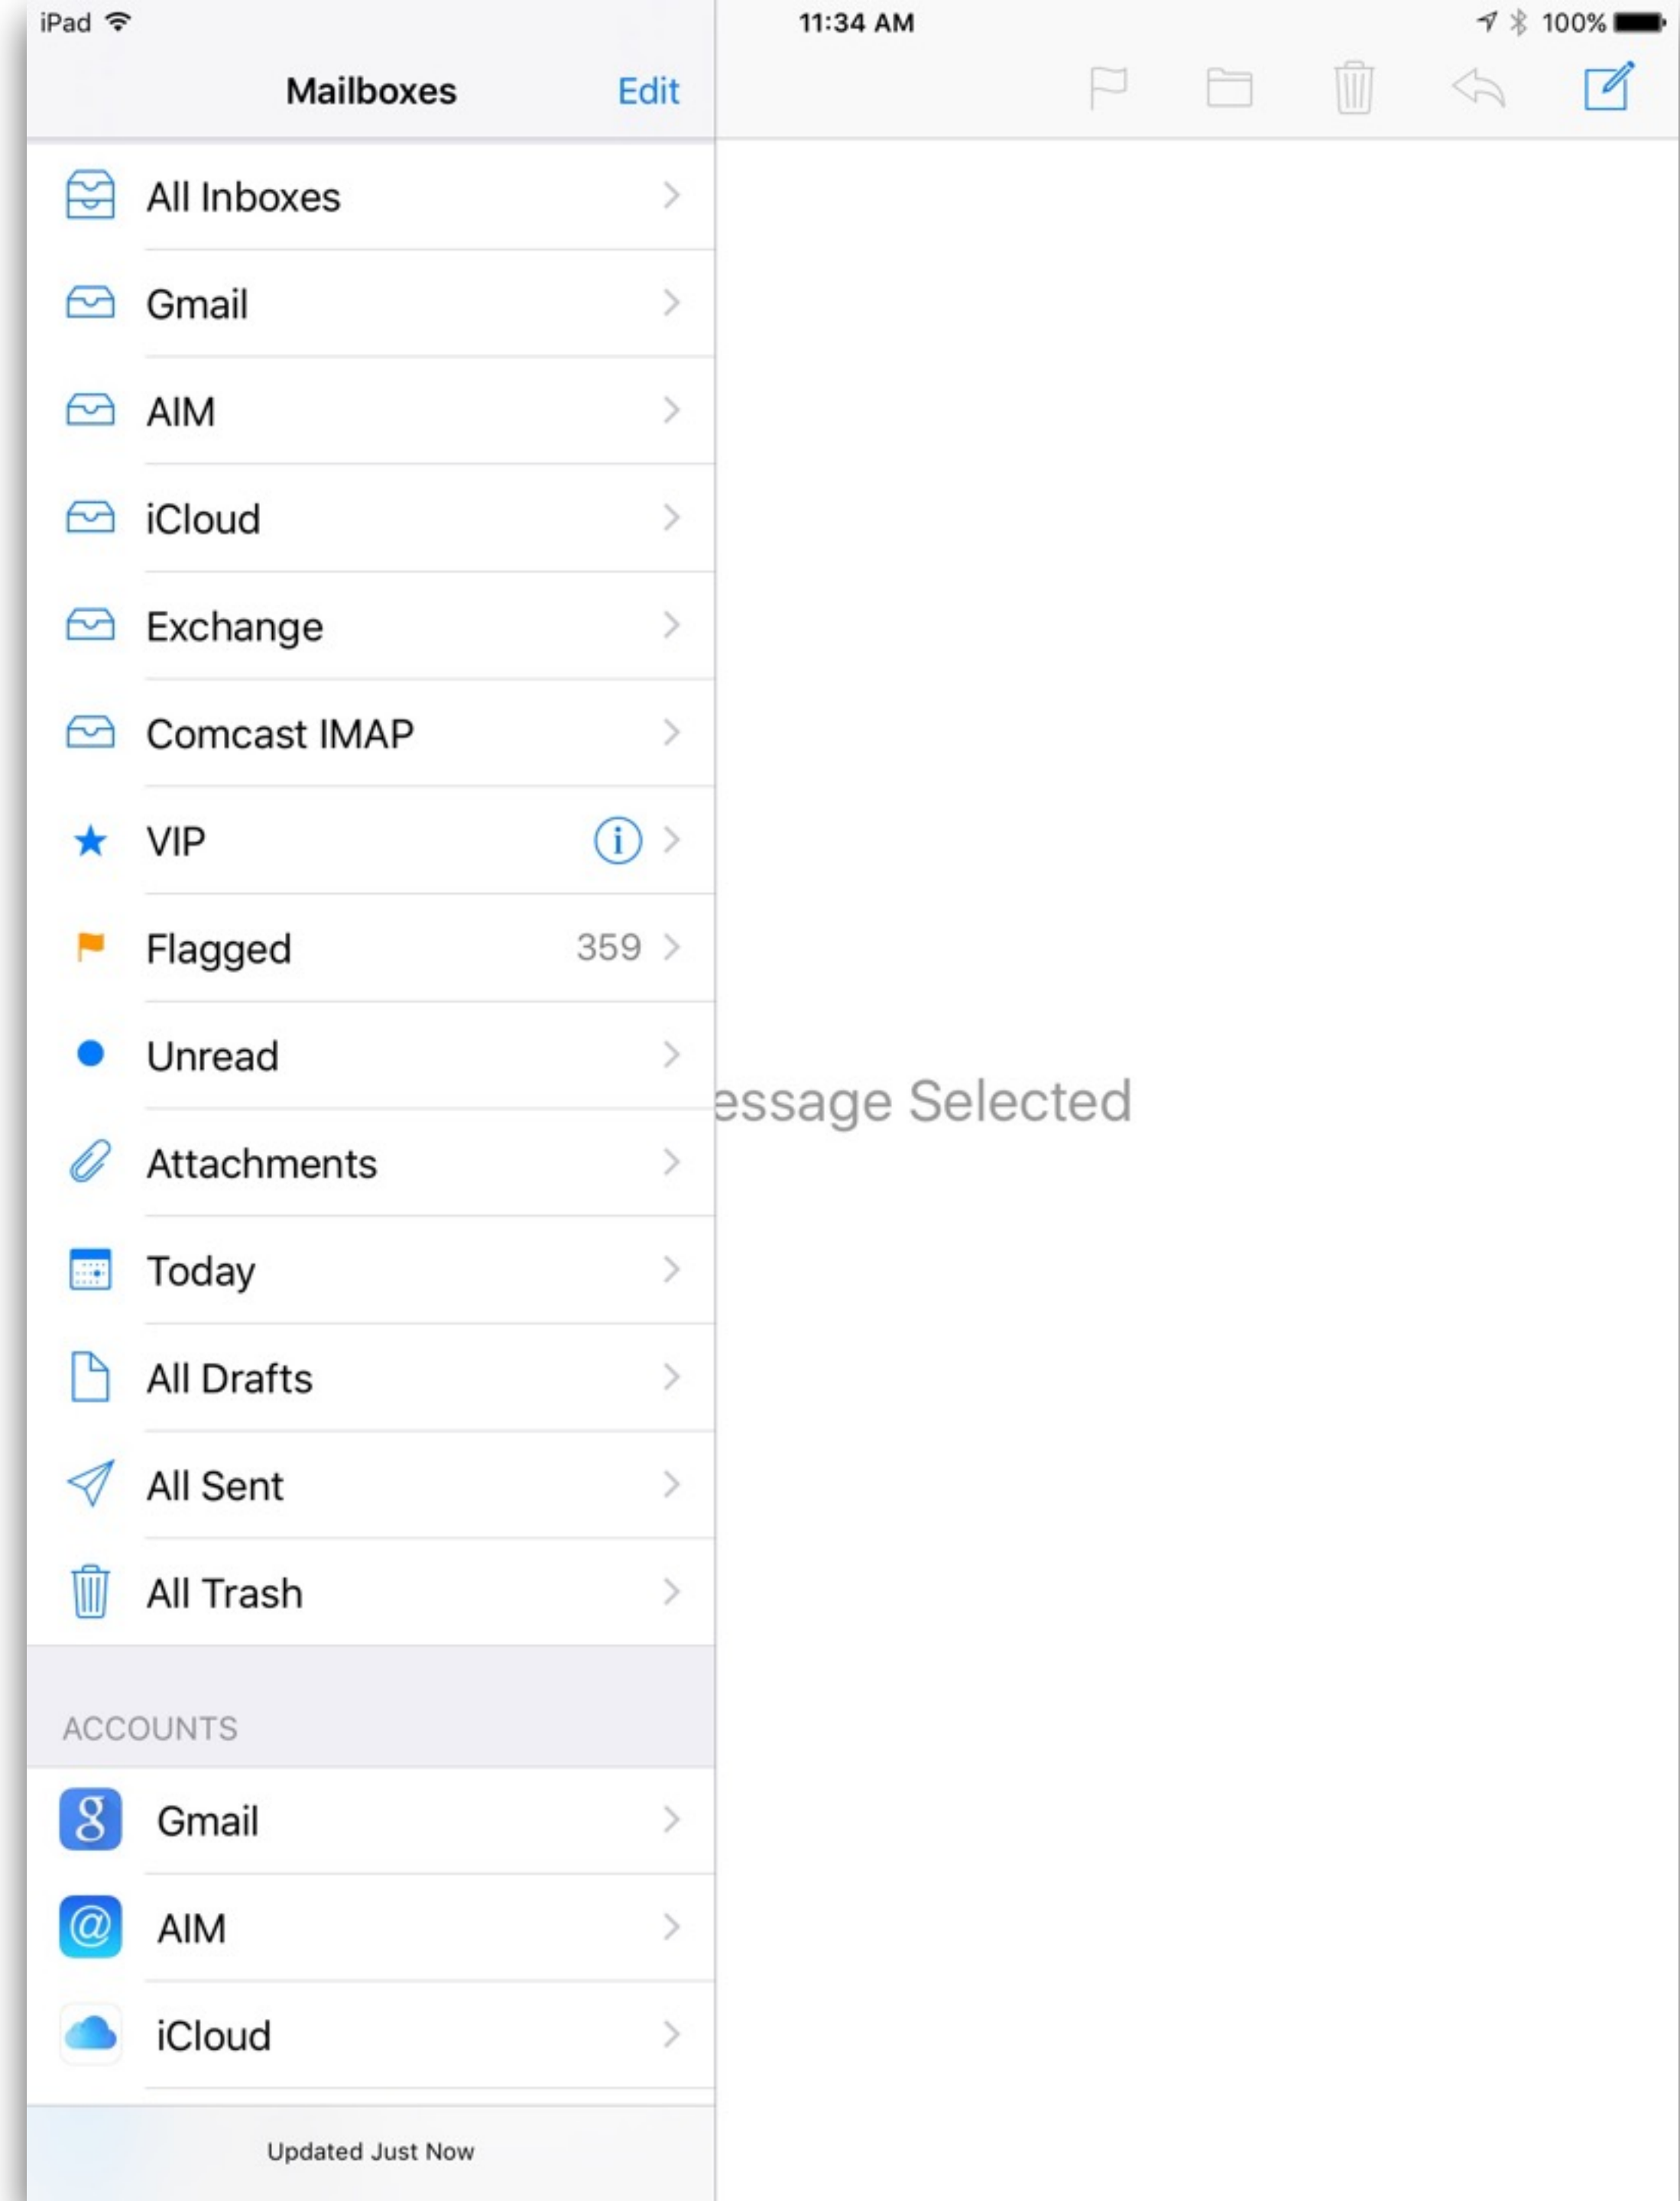 iPad
11:34 AM
100%
Mailboxes
Edit
All Inboxes
Gmail
AIM
iCloud
Exchange
Comcast IMAP
VIP
i
Flagged
359
Unread
Attachments
Today
All Drafts
All Sent
All Trash
essage Selected
ACCOUNTS
g
Gmail
@
AIM
iCloud
Updated Just Now